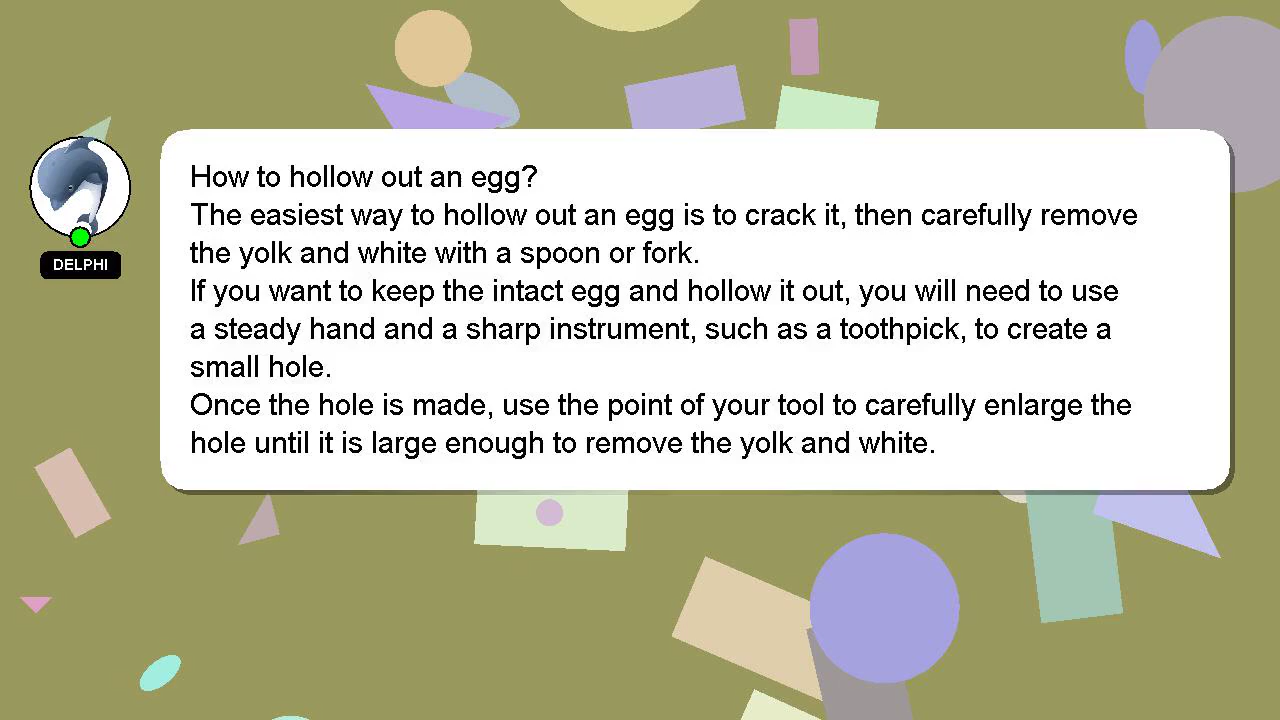 How to hollow out an egg?
The easiest way to hollow out an egg is to crack it, then carefully remove
the yolk and white with a spoon or fork.
If you want to keep the intact egg and hollow it out, you will need to use
a steady hand and a sharp instrument, such as a toothpick, to create a
small hole.
Once the hole is made, use the point of your tool to carefully enlarge the
hole until it is large enough to remove the yolk and white.
DELPHI